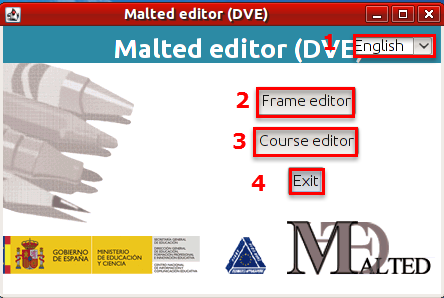 Malted editor (DVE)
Malted editor (DVE)
1
English
2
Frame editor
3
Course editor
4
Exit
GOBIERNO
DE ESPAÑA
MINISTERIO
DE EDUCACIÓN
Y CIENCIA
SECRETARÍA
GENERAL
DE EDUCACIÓN
DIRECCIÓN GENERAL
DE EDUCACIÓN,
FORMACIÓN PROFESIONAL
E INNOVACIÓN EDUCATIVA
CENTRO NACIONAL
DE INFORMACIÓN Y
COMUNICACIÓN EDUCATIVA
MALTED